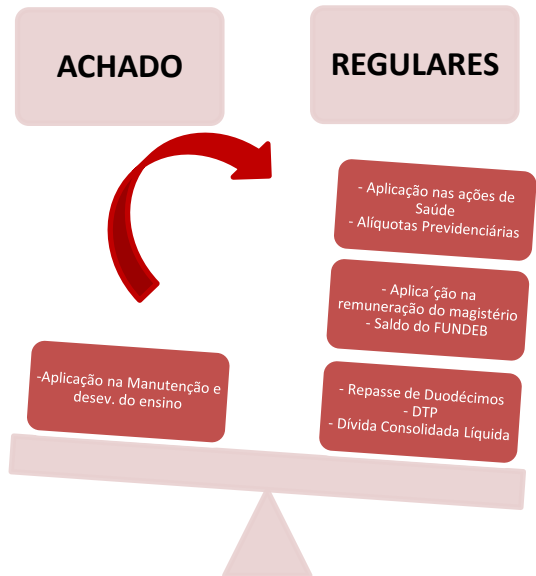 ACHADO
REGULARES
- Aplicação nas ações de
Saúde
- Alíquotas Previdenciárias
- Aplica´ção na
remuneração do magistério
- Saldo do FUNDEB
-Aplicação na Manutenção e
desev. do ensino
- Repasse de Duodécimos
- DTP
- Dívida Consolidada Líquida